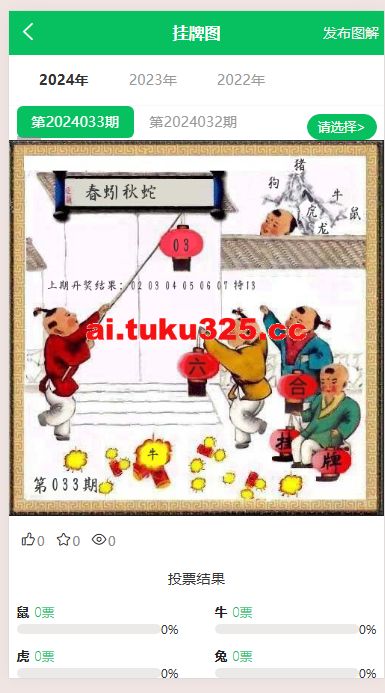 挂牌图
发布图解
2024年 2023年 2022年
第2024033期 第2024032期
请选择>
春蚓秋蛇
猪
狗
牛
虎
鼠
龙
03
上期开奖结果：02 03 04 05 06 07 特13
ai.tuku325.cc
六
合
挂
牌
牛
第033期
0 0 0
投票结果
鼠 0票 牛 0票
0% 0%
虎 0票 兔 0票
0% 0%